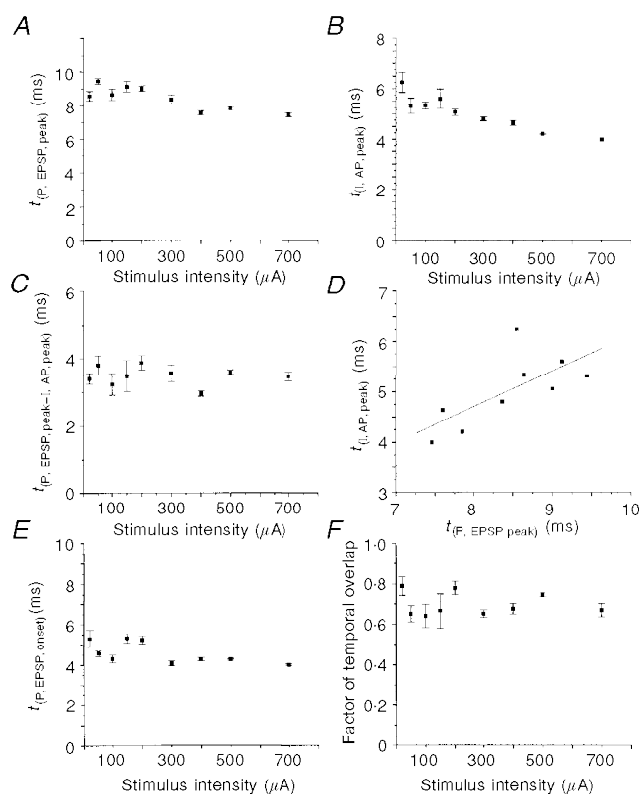 A
t(P, EPSP, peak) (ms)
10
8
6
4
2
0
100 300 500 700
Stimulus intensity (μA)
B
t(I, AP, peak) (ms)
8
6
4
2
0
100 300 500 700
Stimulus intensity (μA)
C
t(P, EPSP, peak–I, AP, peak) (ms)
6
4
2
0
100 300 500 700
Stimulus intensity (μA)
D
t(I, AP, peak) (ms)
7
6
5
4
3
7 8 9 10
t(F, EPSP peak) (ms)
E
t(P, EPSP, onset) (ms)
10
8
6
4
2
0
100 300 500 700
Stimulus intensity (μA)
F
Factor of temporal overlap
1·0
0·8
0·6
0·4
0·2
0
100 300 500 700
Stimulus intensity (μA)